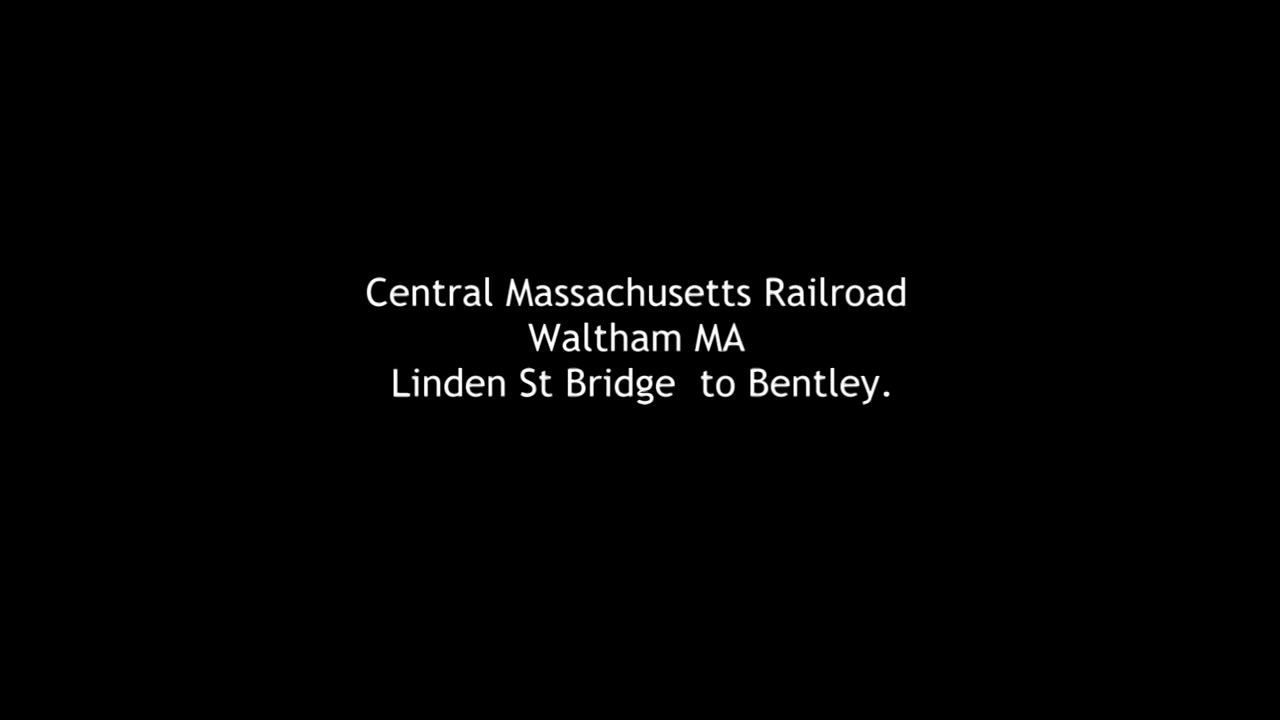 Central Massachusetts Railroad
Waltham MA
Linden St Bridge  to Bentley.